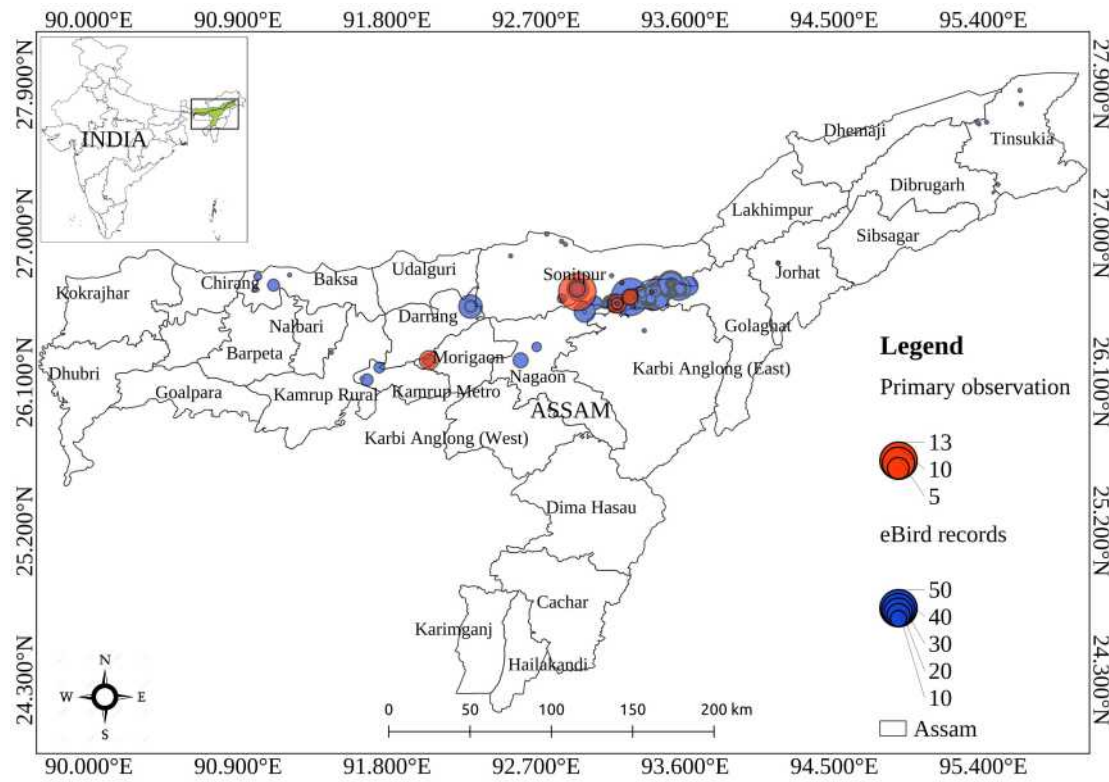 90.000°E 90.900°E 91.800°E 92.700°E 93.600°E 94.500°E 95.400°E
27.900°N
27.000°N
26.100°N
25.200°N
24.300°N
27.900°N
27.000°N
26.100°N
25.200°N
24.300°N
INDIA
Dhemaji
Tinsukia
Dibrugarh
Lakhimpur
Sibsagar
Jorhat
Golaghat
Sonitpur
Udalguri
Baksa
Chirang
Kokrajhar
Darrang
Nalbari
Barpeta
Morigaon
Dhubri
Nagaon
Karbi Anglong (East)
Goalpara
Kamrup Rural
Kamrup Metro
ASSAM
Karbi Anglong (West)
Dima Hasau
Cachar
Karimganj
Hailakandi
Legend
Primary observation
13
10
5
eBird records
50
40
30
20
10
Assam
N
W E
S
0 50 100 150 200 km
90.000°E 90.900°E 91.800°E 92.700°E 93.600°E 94.500°E 95.400°E